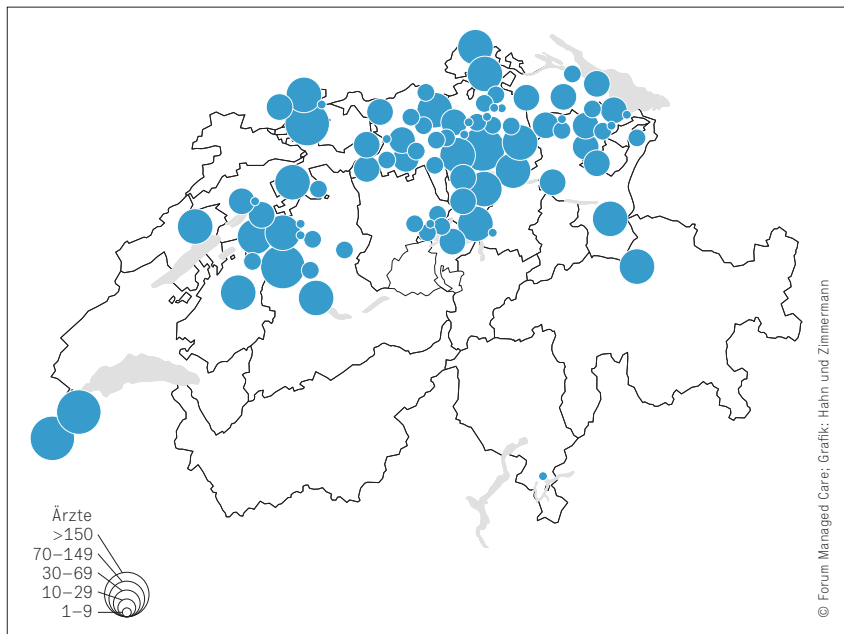 Ärzte
>150
70–149
30–69
10–29
1–9
© Forum Managed Care; Grafik: Hahn und Zimmermann